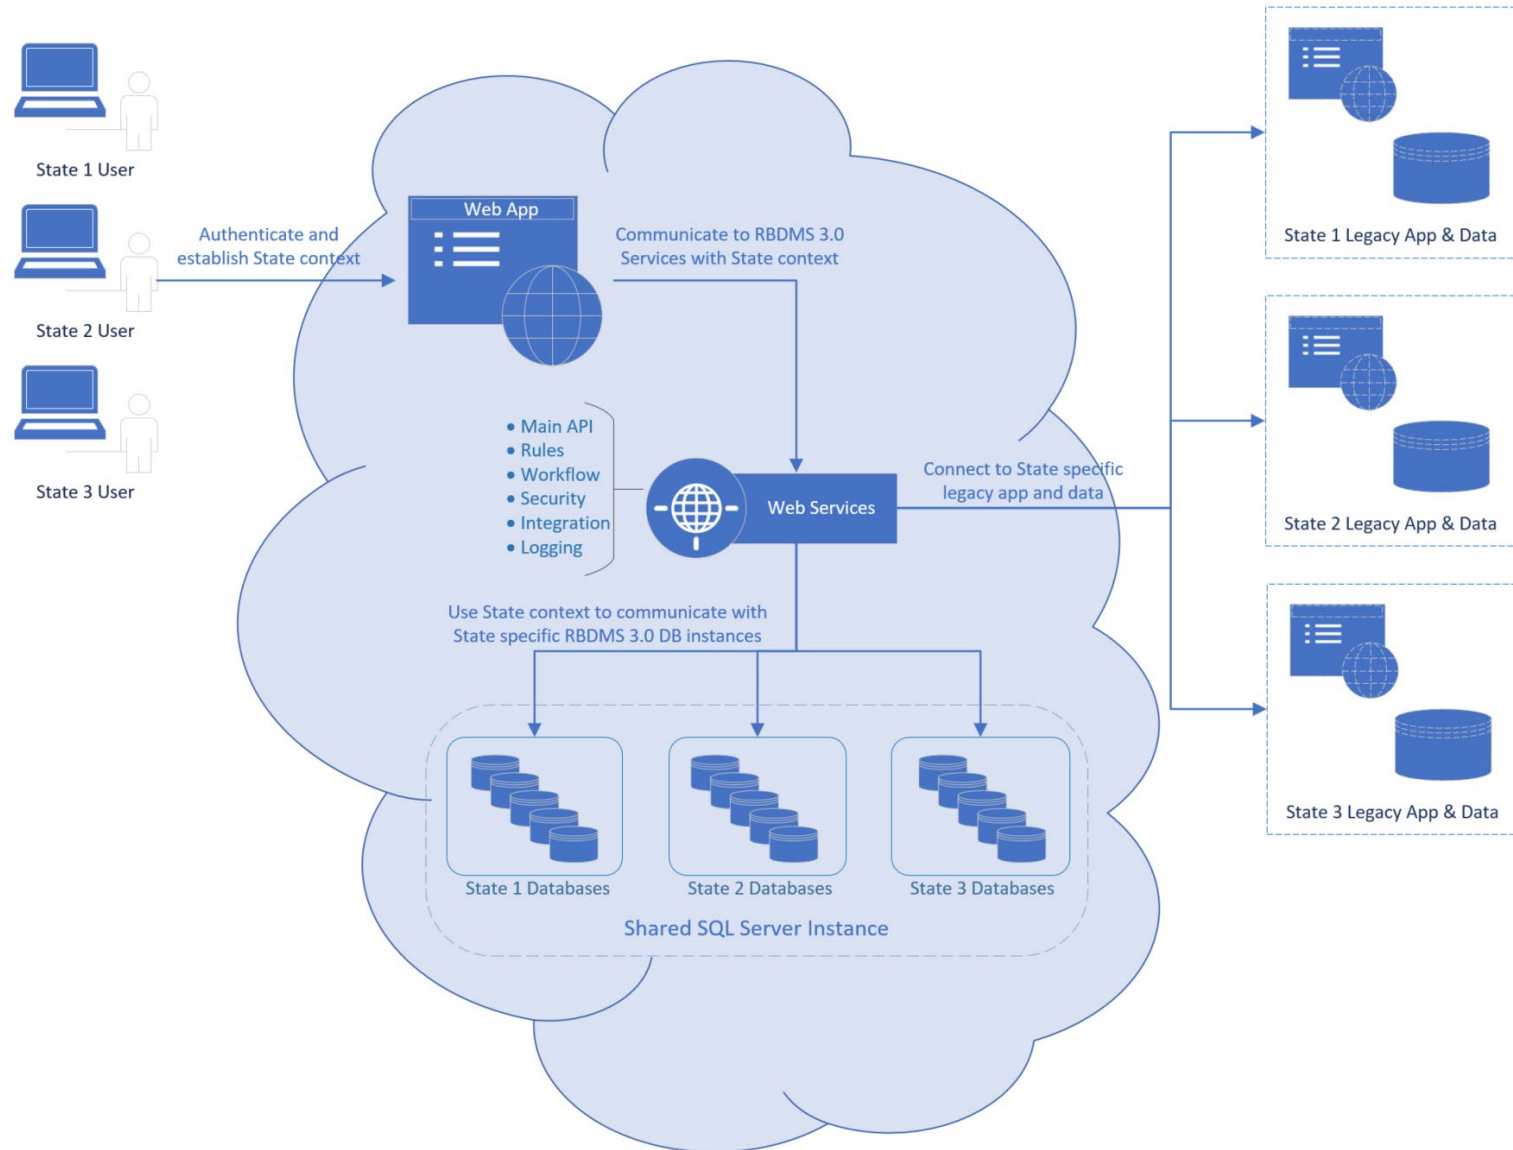 State 1 User
State 2 User
State 3 User
Authenticate and
establish State context
Web App
Communicate to RBDMS 3.0
Services with State context
• Main API
• Rules
• Workflow
• Security
• Integration
• Logging
Web Services
Connect to State specific
legacy app and data
Use State context to communicate with
State specific RBDMS 3.0 DB instances
State 1 Databases
State 2 Databases
State 3 Databases
Shared SQL Server Instance
State 1 Legacy App & Data
State 2 Legacy App & Data
State 3 Legacy App & Data